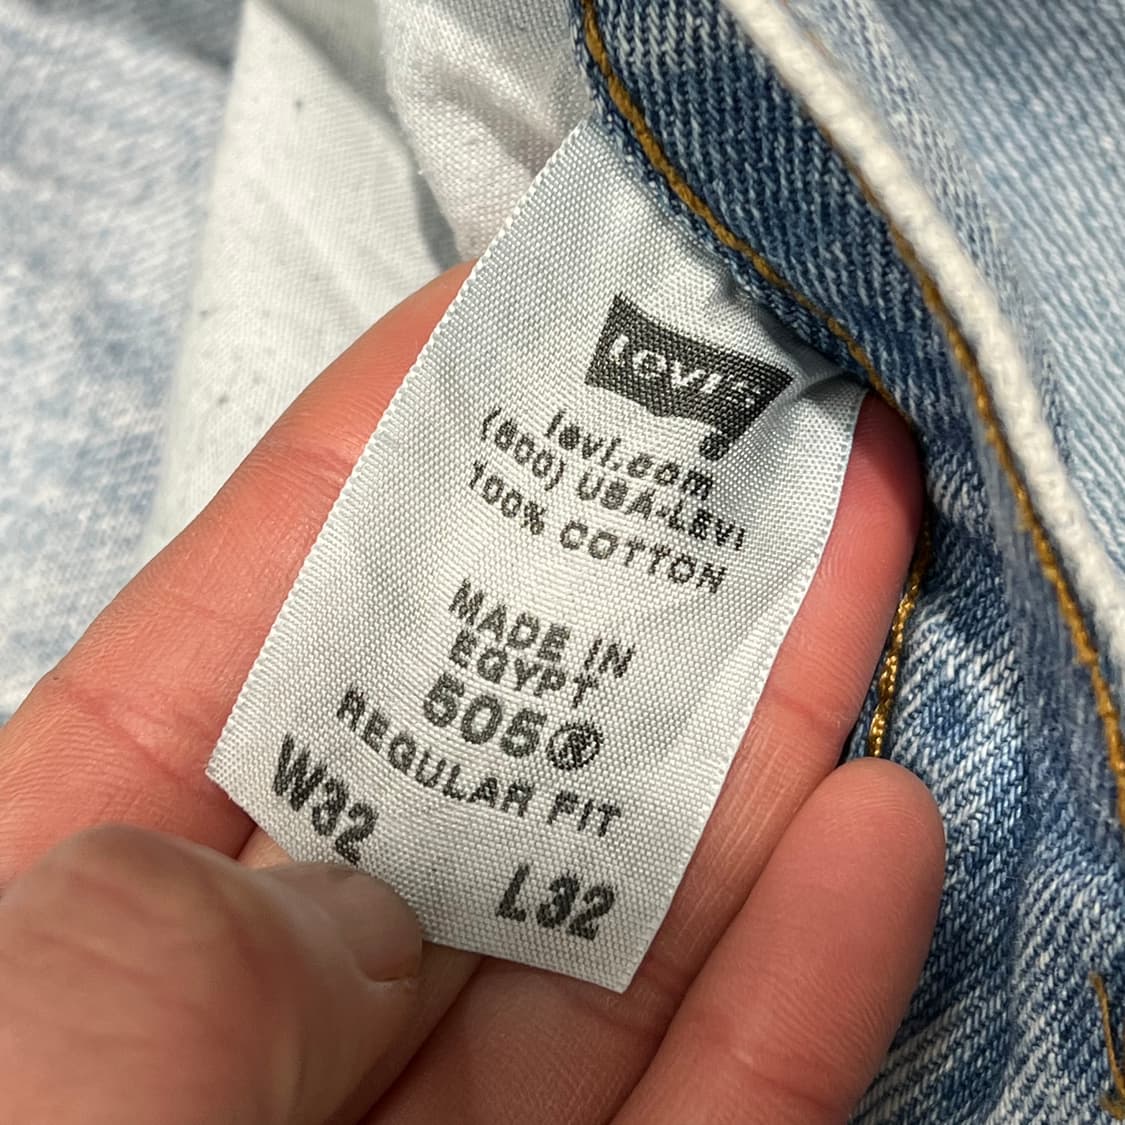 Levi's
levi.com
(800) USA-LEVI
100% COTTON
MADE IN
EGYPT
505®
REGULAR FIT
W32 L32